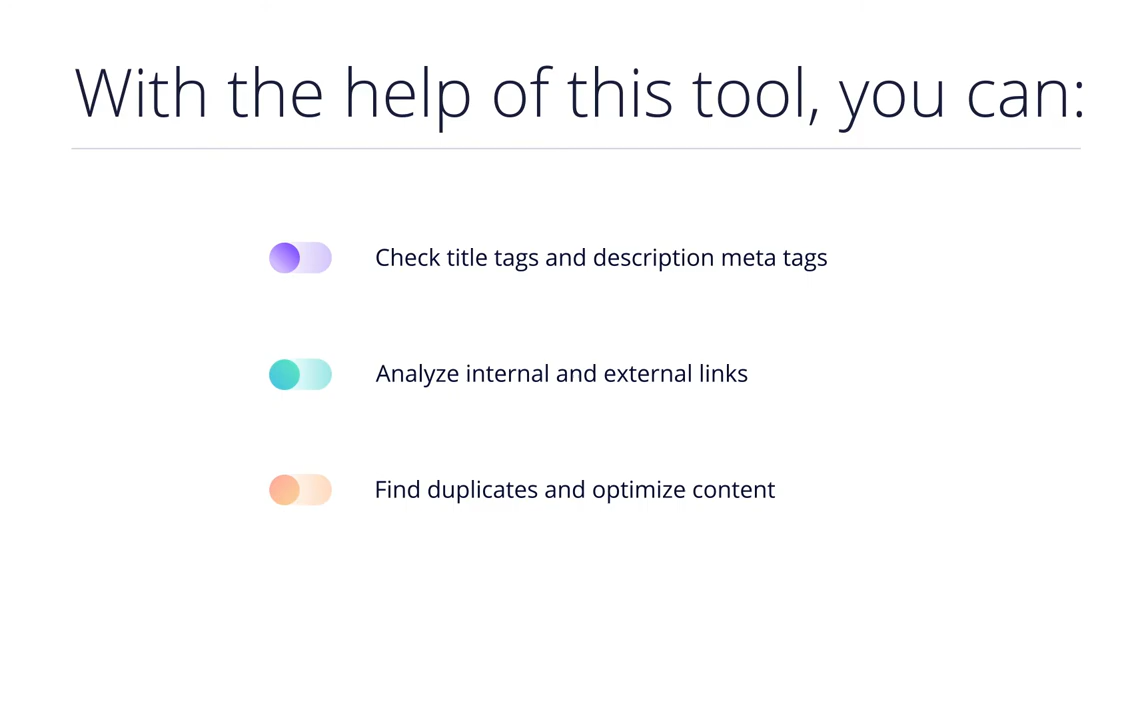 With the help of this tool, you can:
Check title tags and description meta tags
Analyze internal and external links
Find duplicates and optimize content